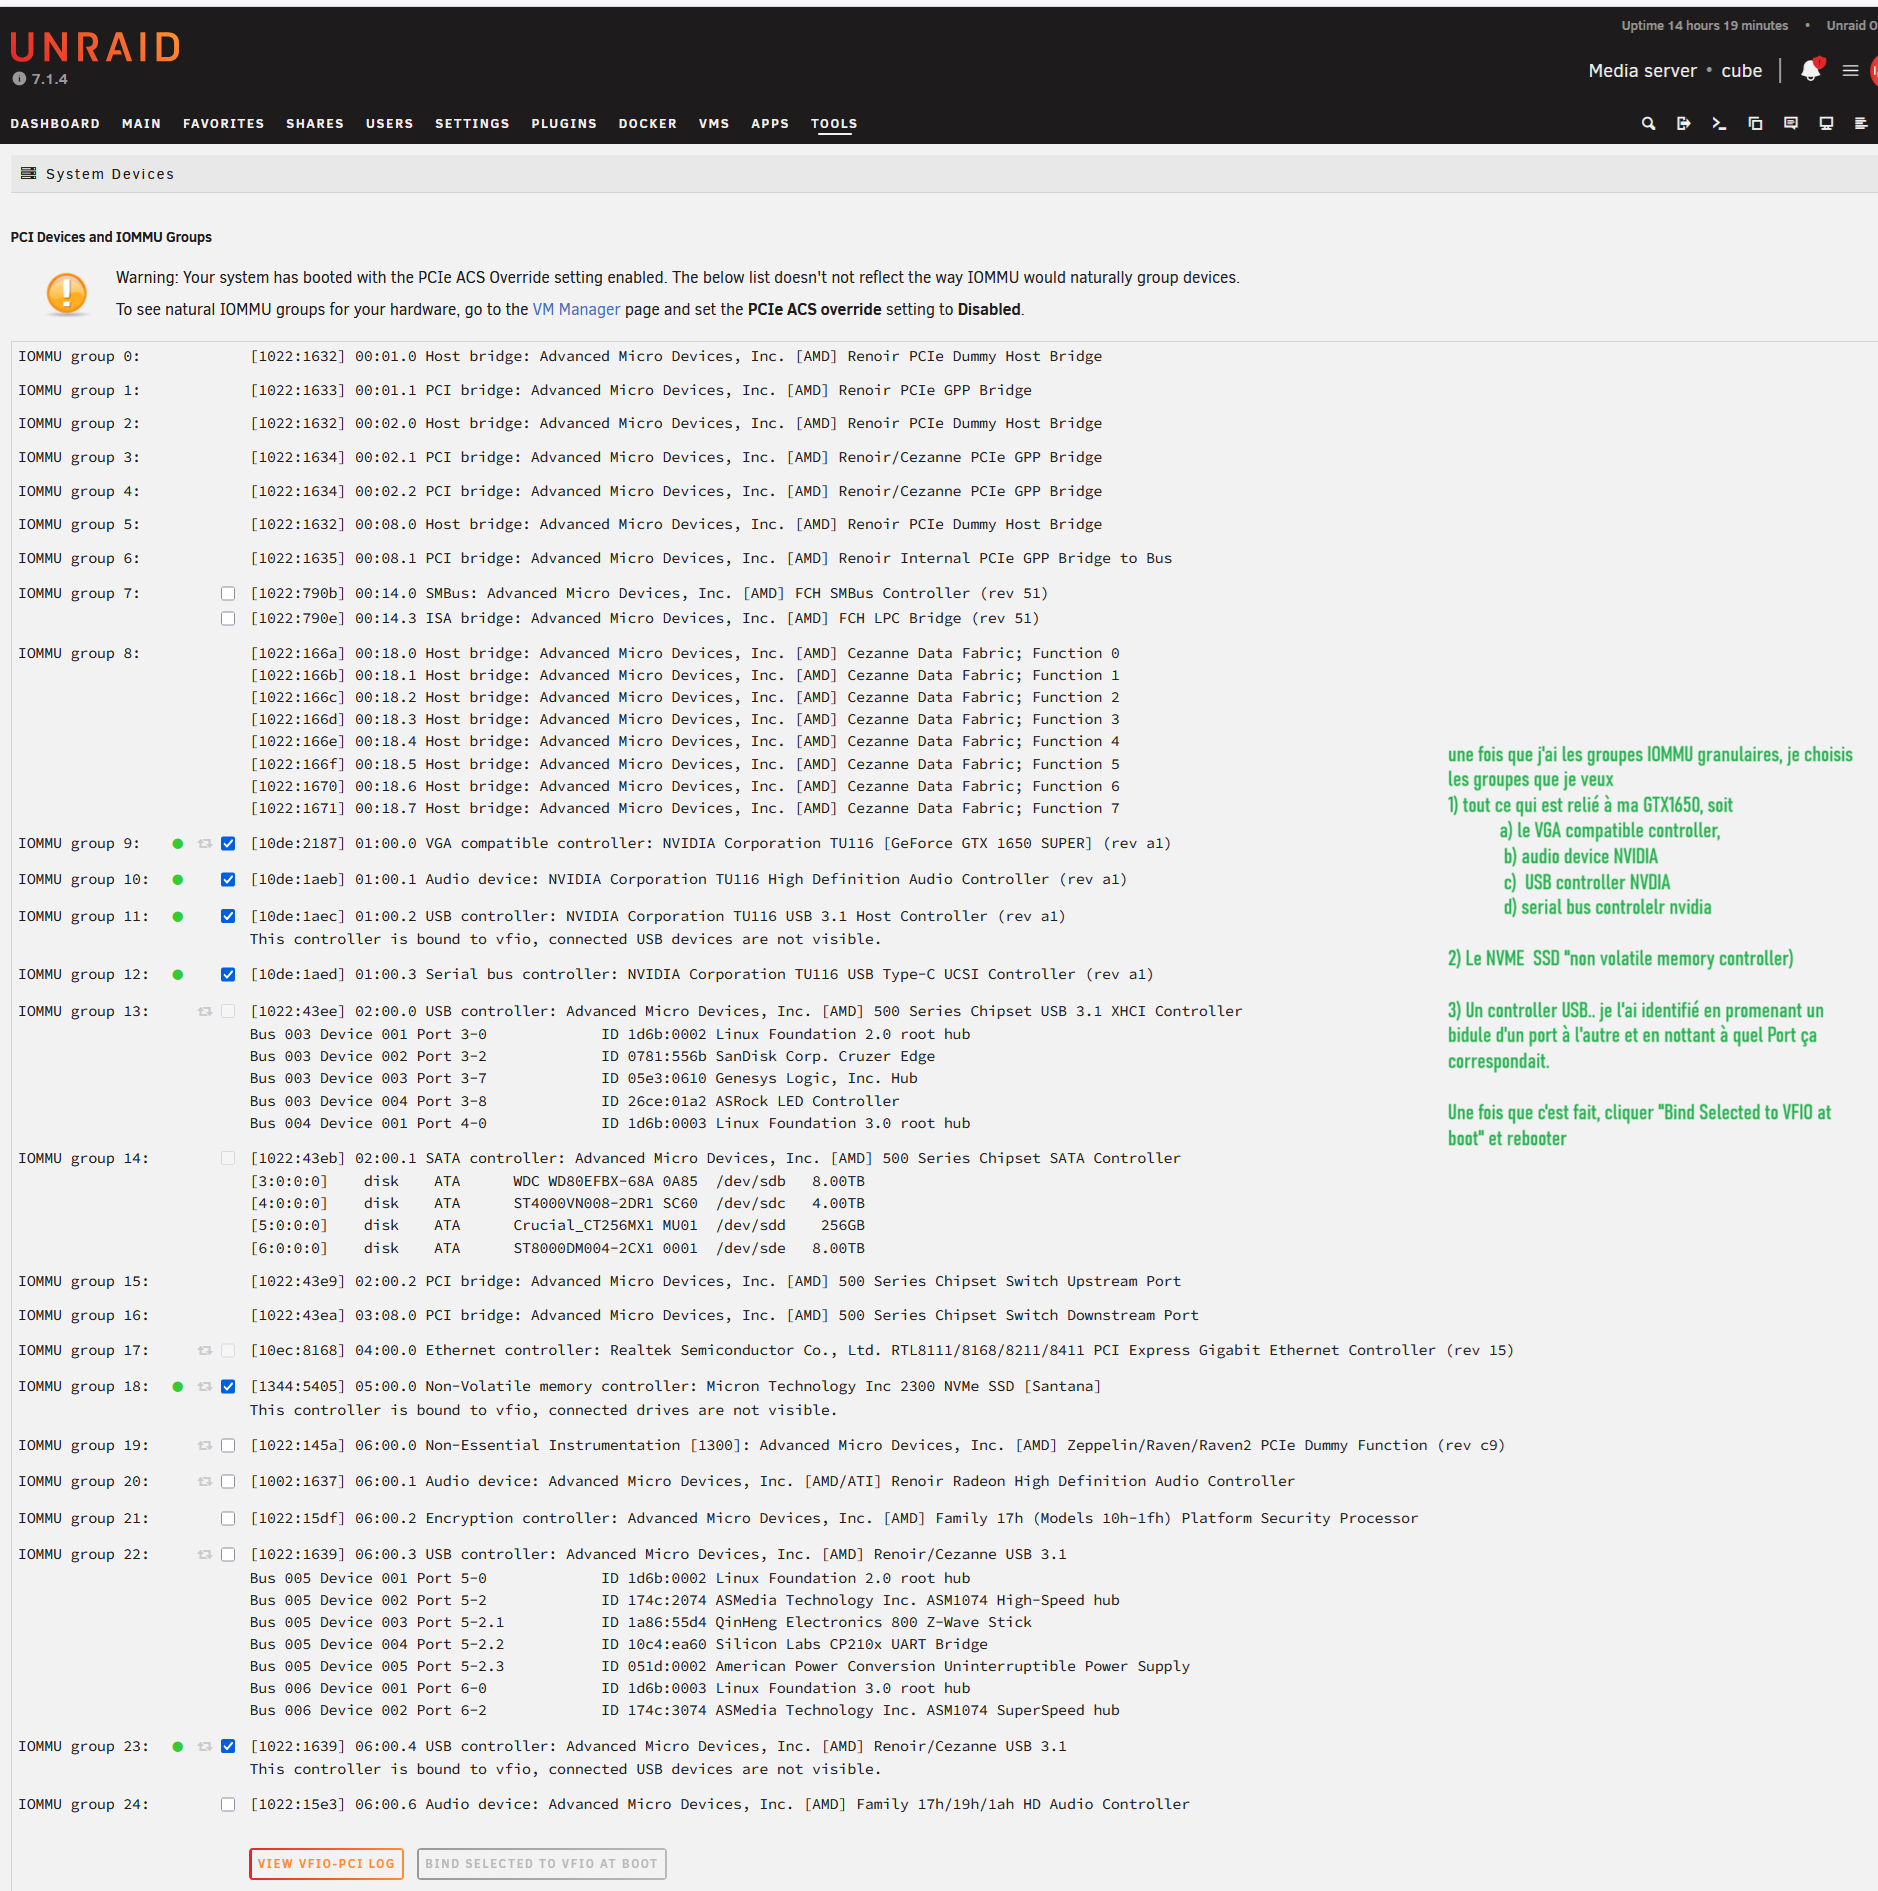 Uptime 14 hours 19 minutes • Unraid O
UNRAID
7.1.4
Media server • cube
DASHBOARD MAIN FAVORITES SHARES USERS SETTINGS PLUGINS DOCKER VMS APPS TOOLS
System Devices
PCI Devices and IOMMU Groups
Warning: Your system has booted with the PCIe ACS Override setting enabled. The below list doesn't not reflect the way IOMMU would naturally group devices.
To see natural IOMMU groups for your hardware, go to the VM Manager page and set the PCIe ACS override setting to Disabled.
IOMMU group 0: [1022:1632] 00:01.0 Host bridge: Advanced Micro Devices, Inc. [AMD] Renoir PCIe Dummy Host Bridge
IOMMU group 1: [1022:1633] 00:01.1 PCI bridge: Advanced Micro Devices, Inc. [AMD] Renoir PCIe GPP Bridge
IOMMU group 2: [1022:1632] 00:02.0 Host bridge: Advanced Micro Devices, Inc. [AMD] Renoir PCIe Dummy Host Bridge
IOMMU group 3: [1022:1634] 00:02.1 PCI bridge: Advanced Micro Devices, Inc. [AMD] Renoir/Cezanne PCIe GPP Bridge
IOMMU group 4: [1022:1634] 00:02.2 PCI bridge: Advanced Micro Devices, Inc. [AMD] Renoir/Cezanne PCIe GPP Bridge
IOMMU group 5: [1022:1632] 00:08.0 Host bridge: Advanced Micro Devices, Inc. [AMD] Renoir PCIe Dummy Host Bridge
IOMMU group 6: [1022:1635] 00:08.1 PCI bridge: Advanced Micro Devices, Inc. [AMD] Renoir Internal PCIe GPP Bridge to Bus
IOMMU group 7: [1022:790b] 00:14.0 SMBus: Advanced Micro Devices, Inc. [AMD] FCH SMBus Controller (rev 51)
[1022:790e] 00:14.3 ISA bridge: Advanced Micro Devices, Inc. [AMD] FCH LPC Bridge (rev 51)
IOMMU group 8: [1022:166a] 00:18.0 Host bridge: Advanced Micro Devices, Inc. [AMD] Cezanne Data Fabric; Function 0
[1022:166b] 00:18.1 Host bridge: Advanced Micro Devices, Inc. [AMD] Cezanne Data Fabric; Function 1
[1022:166c] 00:18.2 Host bridge: Advanced Micro Devices, Inc. [AMD] Cezanne Data Fabric; Function 2
[1022:166d] 00:18.3 Host bridge: Advanced Micro Devices, Inc. [AMD] Cezanne Data Fabric; Function 3
[1022:166e] 00:18.4 Host bridge: Advanced Micro Devices, Inc. [AMD] Cezanne Data Fabric; Function 4
[1022:166f] 00:18.5 Host bridge: Advanced Micro Devices, Inc. [AMD] Cezanne Data Fabric; Function 5
[1022:1670] 00:18.6 Host bridge: Advanced Micro Devices, Inc. [AMD] Cezanne Data Fabric; Function 6
[1022:1671] 00:18.7 Host bridge: Advanced Micro Devices, Inc. [AMD] Cezanne Data Fabric; Function 7
IOMMU group 9: [10de:2187] 01:00.0 VGA compatible controller: NVIDIA Corporation TU116 [GeForce GTX 1650 SUPER] (rev a1)
IOMMU group 10: [10de:1aeb] 01:00.1 Audio device: NVIDIA Corporation TU116 High Definition Audio Controller (rev a1)
IOMMU group 11: [10de:1aec] 01:00.2 USB controller: NVIDIA Corporation TU116 USB 3.1 Host Controller (rev a1)
This controller is bound to vfio, connected USB devices are not visible.
IOMMU group 12: [10de:1aed] 01:00.3 Serial bus controller: NVIDIA Corporation TU116 USB Type-C UCSI Controller (rev a1)
IOMMU group 13: [1022:43ee] 02:00.0 USB controller: Advanced Micro Devices, Inc. [AMD] 500 Series Chipset USB 3.1 XHCI Controller
Bus 003 Device 001 Port 3-0 ID 1d6b:0002 Linux Foundation 2.0 root hub
Bus 003 Device 002 Port 3-2 ID 0781:556b SanDisk Corp. Cruzer Edge
Bus 003 Device 003 Port 3-7 ID 05e3:0610 Genesys Logic, Inc. Hub
Bus 003 Device 004 Port 3-8 ID 26ce:01a2 ASRock LED Controller
Bus 004 Device 001 Port 4-0 ID 1d6b:0003 Linux Foundation 3.0 root hub
IOMMU group 14: [1022:43eb] 02:00.1 SATA controller: Advanced Micro Devices, Inc. [AMD] 500 Series Chipset SATA Controller
[3:0:0:0] disk ATA WDC WD80EFBX-68A 0A85 /dev/sdb 8.00TB
[4:0:0:0] disk ATA ST4000VN008-2DR1 SC60 /dev/sdc 4.00TB
[5:0:0:0] disk ATA Crucial_CT256MX1 MU01 /dev/sdd 256GB
[6:0:0:0] disk ATA ST8000DM004-2CX1 0001 /dev/sde 8.00TB
IOMMU group 15: [1022:43e9] 02:00.2 PCI bridge: Advanced Micro Devices, Inc. [AMD] 500 Series Chipset Switch Upstream Port
IOMMU group 16: [1022:43ea] 03:08.0 PCI bridge: Advanced Micro Devices, Inc. [AMD] 500 Series Chipset Switch Downstream Port
IOMMU group 17: [10ec:8168] 04:00.0 Ethernet controller: Realtek Semiconductor Co., Ltd. RTL8111/8168/8211/8411 PCI Express Gigabit Ethernet Controller (rev 15)
IOMMU group 18: [1344:5405] 05:00.0 Non-Volatile memory controller: Micron Technology Inc 2300 NVMe SSD [Santana]
This controller is bound to vfio, connected drives are not visible.
IOMMU group 19: [1022:145a] 06:00.0 Non-Essential Instrumentation [1300]: Advanced Micro Devices, Inc. [AMD] Zeppelin/Raven/Raven2 PCIe Dummy Function (rev c9)
IOMMU group 20: [1002:1637] 06:00.1 Audio device: Advanced Micro Devices, Inc. [AMD/ATI] Renoir Radeon High Definition Audio Controller
IOMMU group 21: [1022:15df] 06:00.2 Encryption controller: Advanced Micro Devices, Inc. [AMD] Family 17h (Models 10h-1fh) Platform Security Processor
IOMMU group 22: [1022:1639] 06:00.3 USB controller: Advanced Micro Devices, Inc. [AMD] Renoir/Cezanne USB 3.1
Bus 005 Device 001 Port 5-0 ID 1d6b:0002 Linux Foundation 2.0 root hub
Bus 005 Device 002 Port 5-2 ID 174c:2074 ASMedia Technology Inc. ASM1074 High-Speed hub
Bus 005 Device 003 Port 5-2.1 ID 1a86:55d4 QinHeng Electronics 800 Z-Wave Stick
Bus 005 Device 004 Port 5-2.2 ID 10c4:ea60 Silicon Labs CP210x UART Bridge
Bus 005 Device 005 Port 5-2.3 ID 051d:0002 American Power Conversion Uninterruptible Power Supply
Bus 006 Device 001 Port 6-0 ID 1d6b:0003 Linux Foundation 3.0 root hub
Bus 006 Device 002 Port 6-2 ID 174c:3074 ASMedia Technology Inc. ASM1074 SuperSpeed hub
IOMMU group 23: [1022:1639] 06:00.4 USB controller: Advanced Micro Devices, Inc. [AMD] Renoir/Cezanne USB 3.1
This controller is bound to vfio, connected USB devices are not visible.
IOMMU group 24: [1022:15e3] 06:00.6 Audio device: Advanced Micro Devices, Inc. [AMD] Family 17h/19h/1ah HD Audio Controller
VIEW VFIO-PCI LOG BIND SELECTED TO VFIO AT BOOT
une fois que j'ai les groupes IOMMU granulaires, je choisis
les groupes que je veux
1) tout ce qui est relié à ma GTX1650, soit
a) le VGA compatible controller,
b) audio device NVIDIA
c) USB controller NVDIA
d) serial bus controlelr nvidia
2) Le NVME SSD "non volatile memory controller)
3) Un controller USB.. je l'ai identifié en promenant un
bidule d'un port à l'autre et en nottant à quel Port ça
correspondait.
Une fois que c'est fait, cliquer "Bind Selected to VFIO at
boot" et rebooter